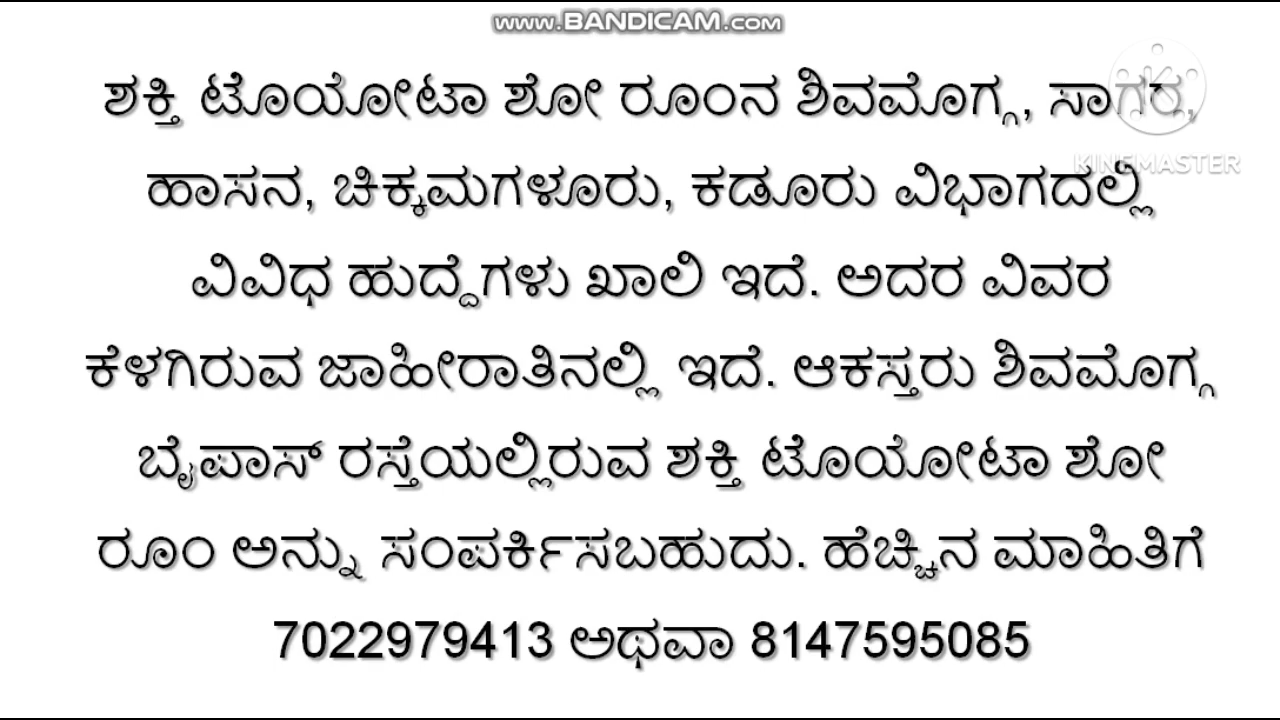 www.BANDICAM.com
ಶಕ್ತಿ ಟೊಯೋಟಾ ಶೋ ರೂಂನ ಶಿವಮೊಗ್ಗ, ಸಾಗರ,
KINEMASTER
ಹಾಸನ, ಚಿಕ್ಕಮಗಳೂರು, ಕಡೂರು ವಿಭಾಗದಲ್ಲಿ
ವಿವಿಧ ಹುದ್ದೆಗಳು ಖಾಲಿ ಇದೆ. ಅದರ ವಿವರ
ಕೆಳಗಿರುವ ಜಾಹೀರಾತಿನಲ್ಲಿ ಇದೆ. ಆಕಸ್ತರು ಶಿವಮೊಗ್ಗ
ಬೈಪಾಸ್ ರಸ್ತೆಯಲ್ಲಿರುವ ಶಕ್ತಿ ಟೊಯೋಟಾ ಶೋ
ರೂಂ ಅನ್ನು ಸಂಪರ್ಕಿಸಬಹುದು. ಹೆಚ್ಚಿನ ಮಾಹಿತಿಗೆ
7022979413 ಅಥವಾ 8147595085